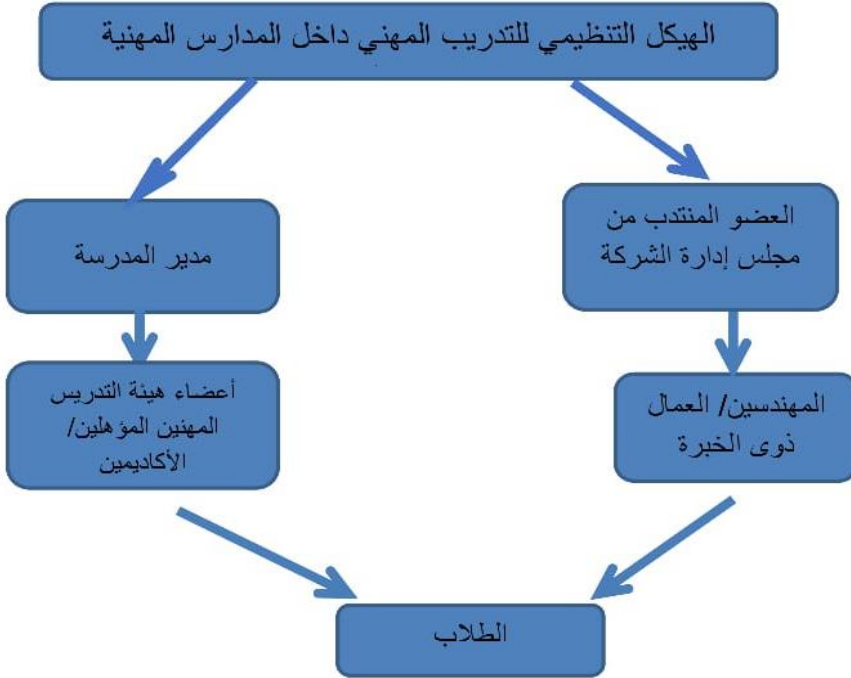 الهيكل التنظيمي للتدريب المهني داخل المدارس المهنية
العضو المنتدب من
مجلس إدارة الشركة
مدير المدرسة
المهندسين/ العمال
ذوى الخبرة
أعضاء هيئة التدريس
المهنين المؤهلين/
الأكاديمين
الطلاب